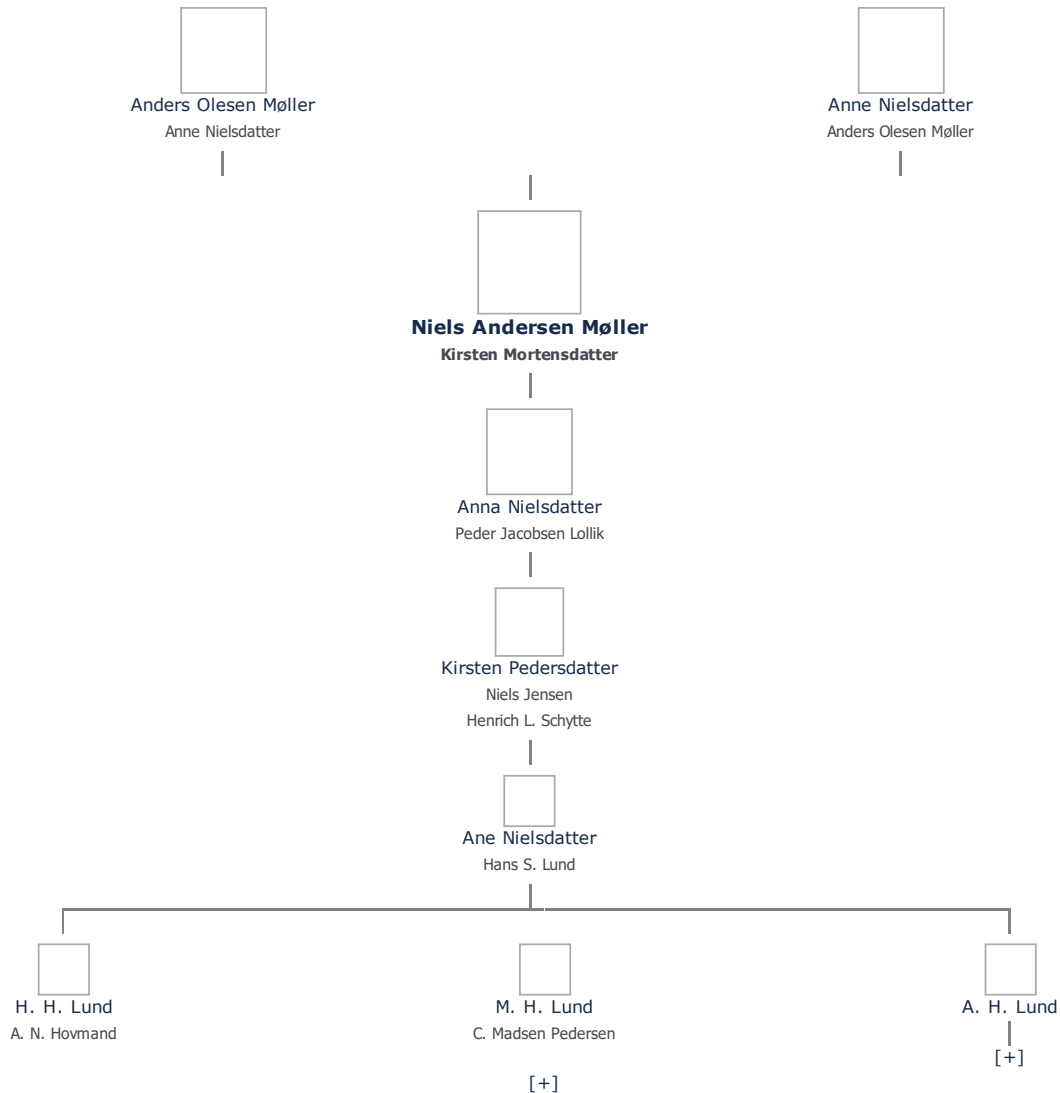 Anders Olesen Møller
Anne Nielsdatter
Anne Nielsdatter
Anders Olesen Møller
Niels Andersen Møller
Kirsten Mortensdatter
Anna Nielsdatter
Peder Jacobsen Lollik
Kirsten Pedersdatter
Niels Jensen
Henrich L. Schytte
Ane Nielsdatter
Hans S. Lund
H. H. Lund
A. N. Hovmand
M. H. Lund
C. Madsen Pedersen
[+]
A. H. Lund
[+]